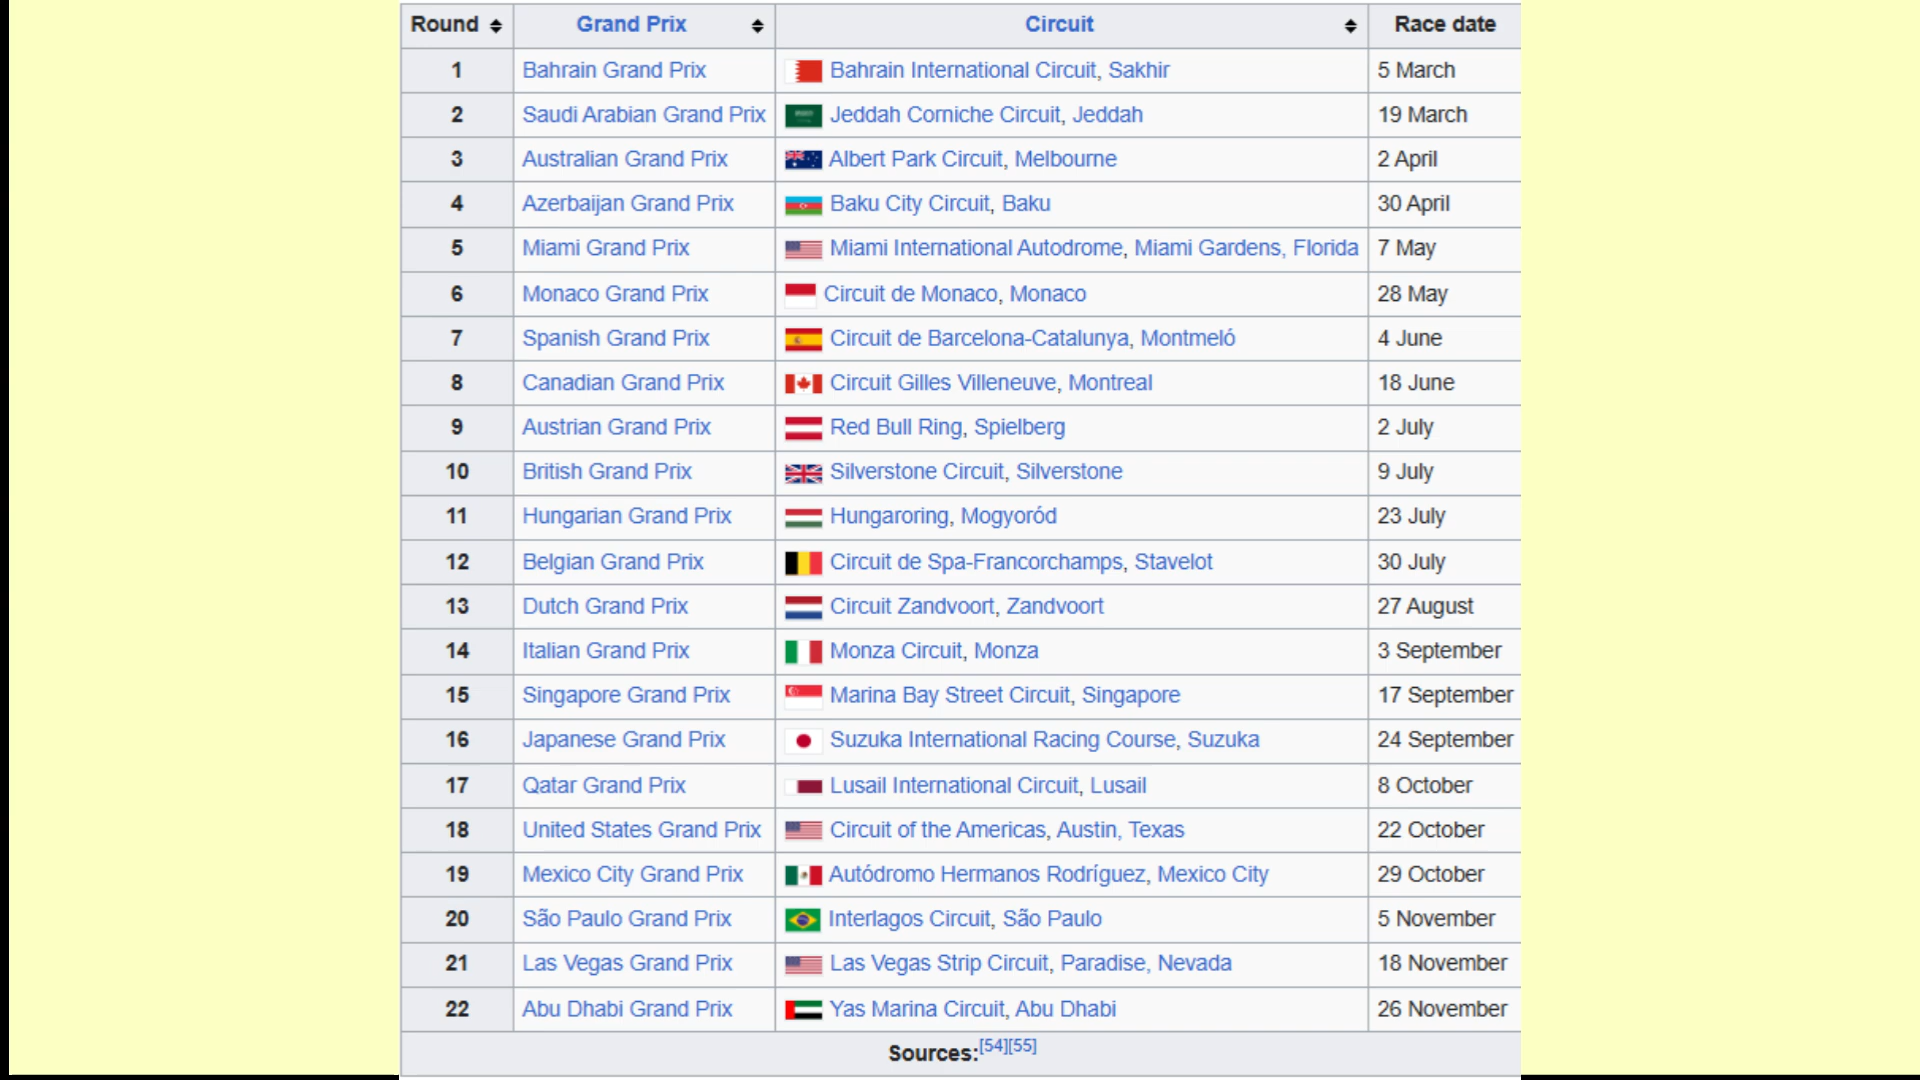 Round Grand Prix Circuit Race date
1 Bahrain Grand Prix Bahrain International Circuit, Sakhir 5 March
2 Saudi Arabian Grand Prix Jeddah Corniche Circuit, Jeddah 19 March
3 Australian Grand Prix Albert Park Circuit, Melbourne 2 April
4 Azerbaijan Grand Prix Baku City Circuit, Baku 30 April
5 Miami Grand Prix Miami International Autodrome, Miami Gardens, Florida 7 May
6 Monaco Grand Prix Circuit de Monaco, Monaco 28 May
7 Spanish Grand Prix Circuit de Barcelona-Catalunya, Montmeló 4 June
8 Canadian Grand Prix Circuit Gilles Villeneuve, Montreal 18 June
9 Austrian Grand Prix Red Bull Ring, Spielberg 2 July
10 British Grand Prix Silverstone Circuit, Silverstone 9 July
11 Hungarian Grand Prix Hungaroring, Mogyoród 23 July
12 Belgian Grand Prix Circuit de Spa-Francorchamps, Stavelot 30 July
13 Dutch Grand Prix Circuit Zandvoort, Zandvoort 27 August
14 Italian Grand Prix Monza Circuit, Monza 3 September
15 Singapore Grand Prix Marina Bay Street Circuit, Singapore 17 September
16 Japanese Grand Prix Suzuka International Racing Course, Suzuka 24 September
17 Qatar Grand Prix Lusail International Circuit, Lusail 8 October
18 United States Grand Prix Circuit of the Americas, Austin, Texas 22 October
19 Mexico City Grand Prix Autódromo Hermanos Rodríguez, Mexico City 29 October
20 São Paulo Grand Prix Interlagos Circuit, São Paulo 5 November
21 Las Vegas Grand Prix Las Vegas Strip Circuit, Paradise, Nevada 18 November
22 Abu Dhabi Grand Prix Yas Marina Circuit, Abu Dhabi 26 November
Sources:[54][55]